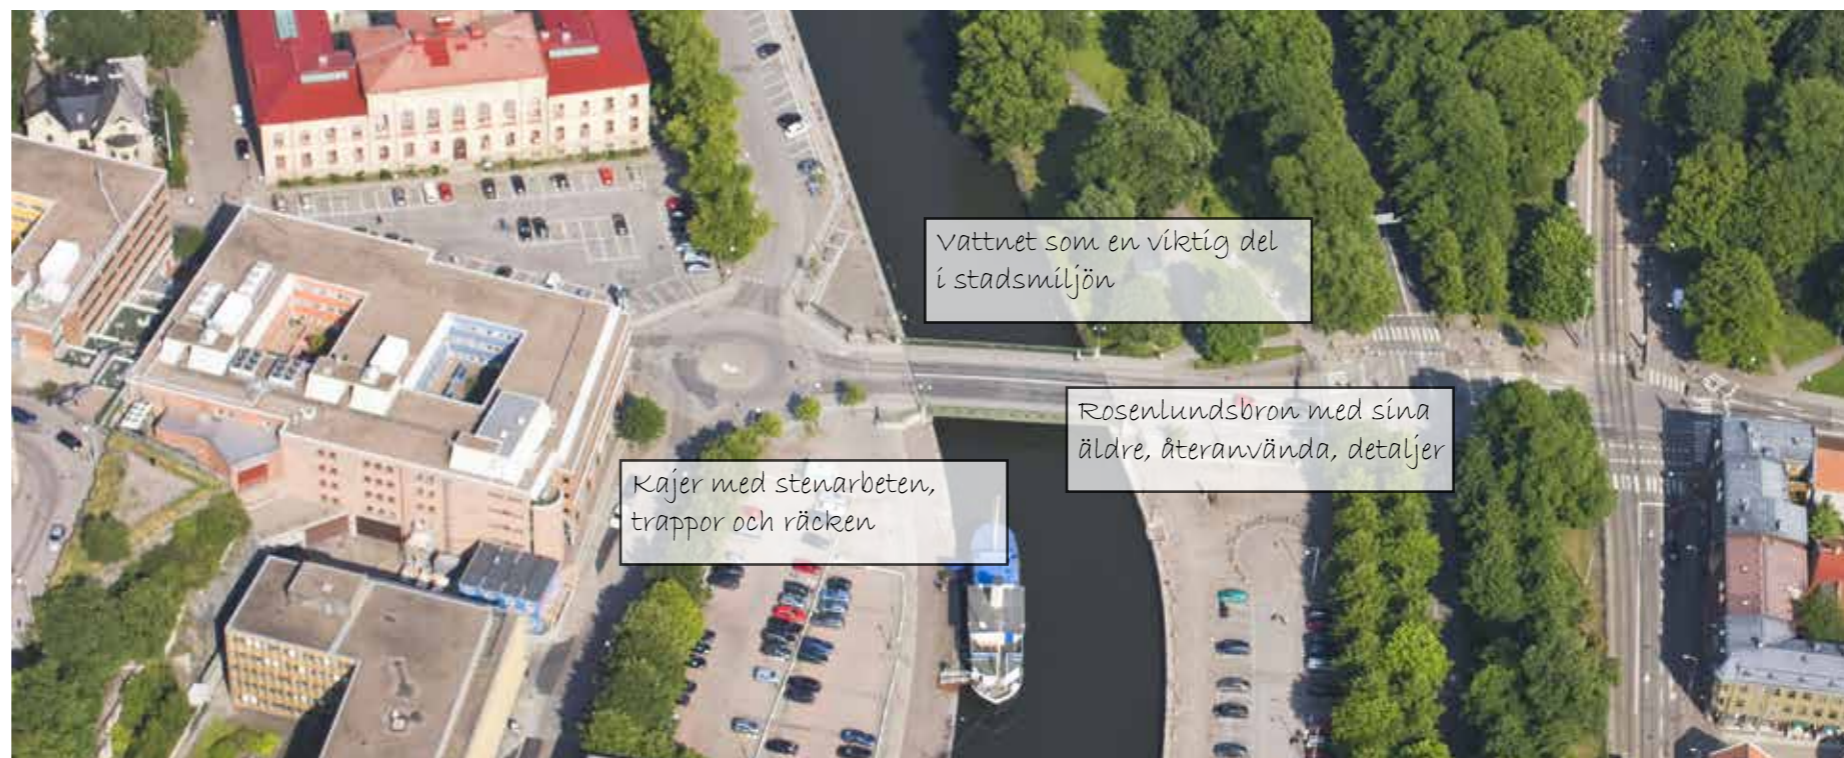 Vattnet som en viktig del
i stadsmiljön
Rosenlundsbron med sina
äldre, återanvända, detaljer
Kajer med stenarbeten,
trappor och räcken